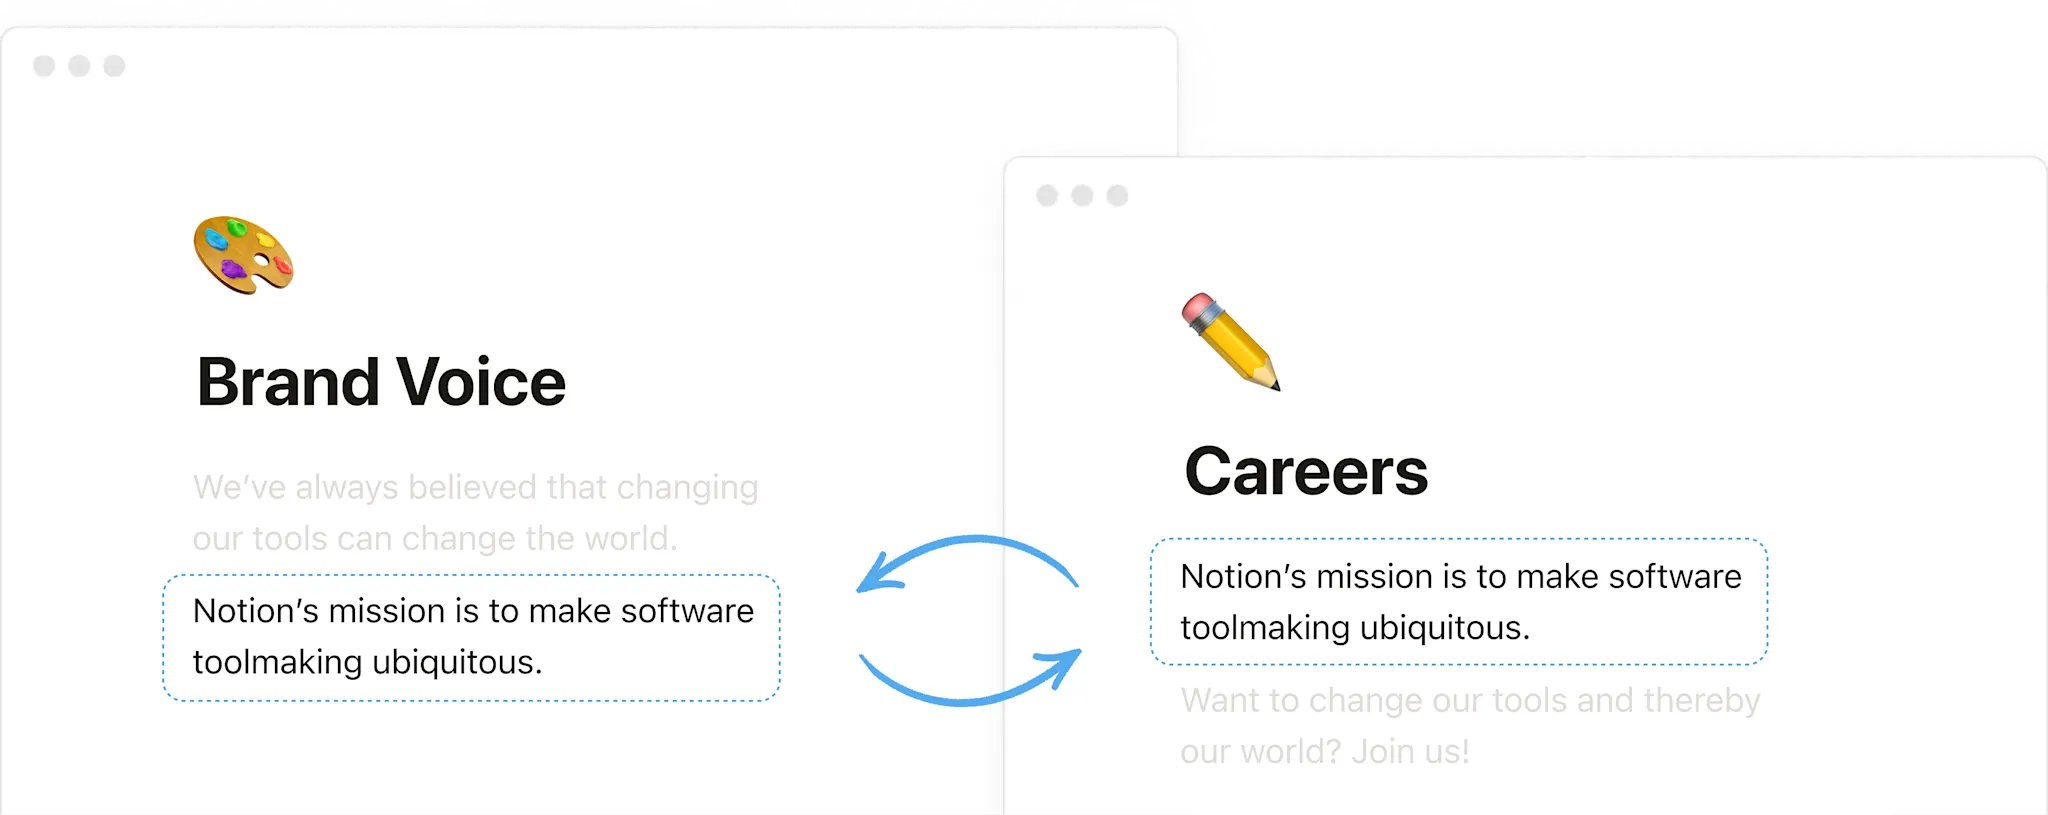 Brand Voice
We’ve always believed that changing
our tools can change the world.
Notion’s mission is to make software
toolmaking ubiquitous.
Careers
Notion’s mission is to make software
toolmaking ubiquitous.
Want to change our tools and thereby
our world? Join us!